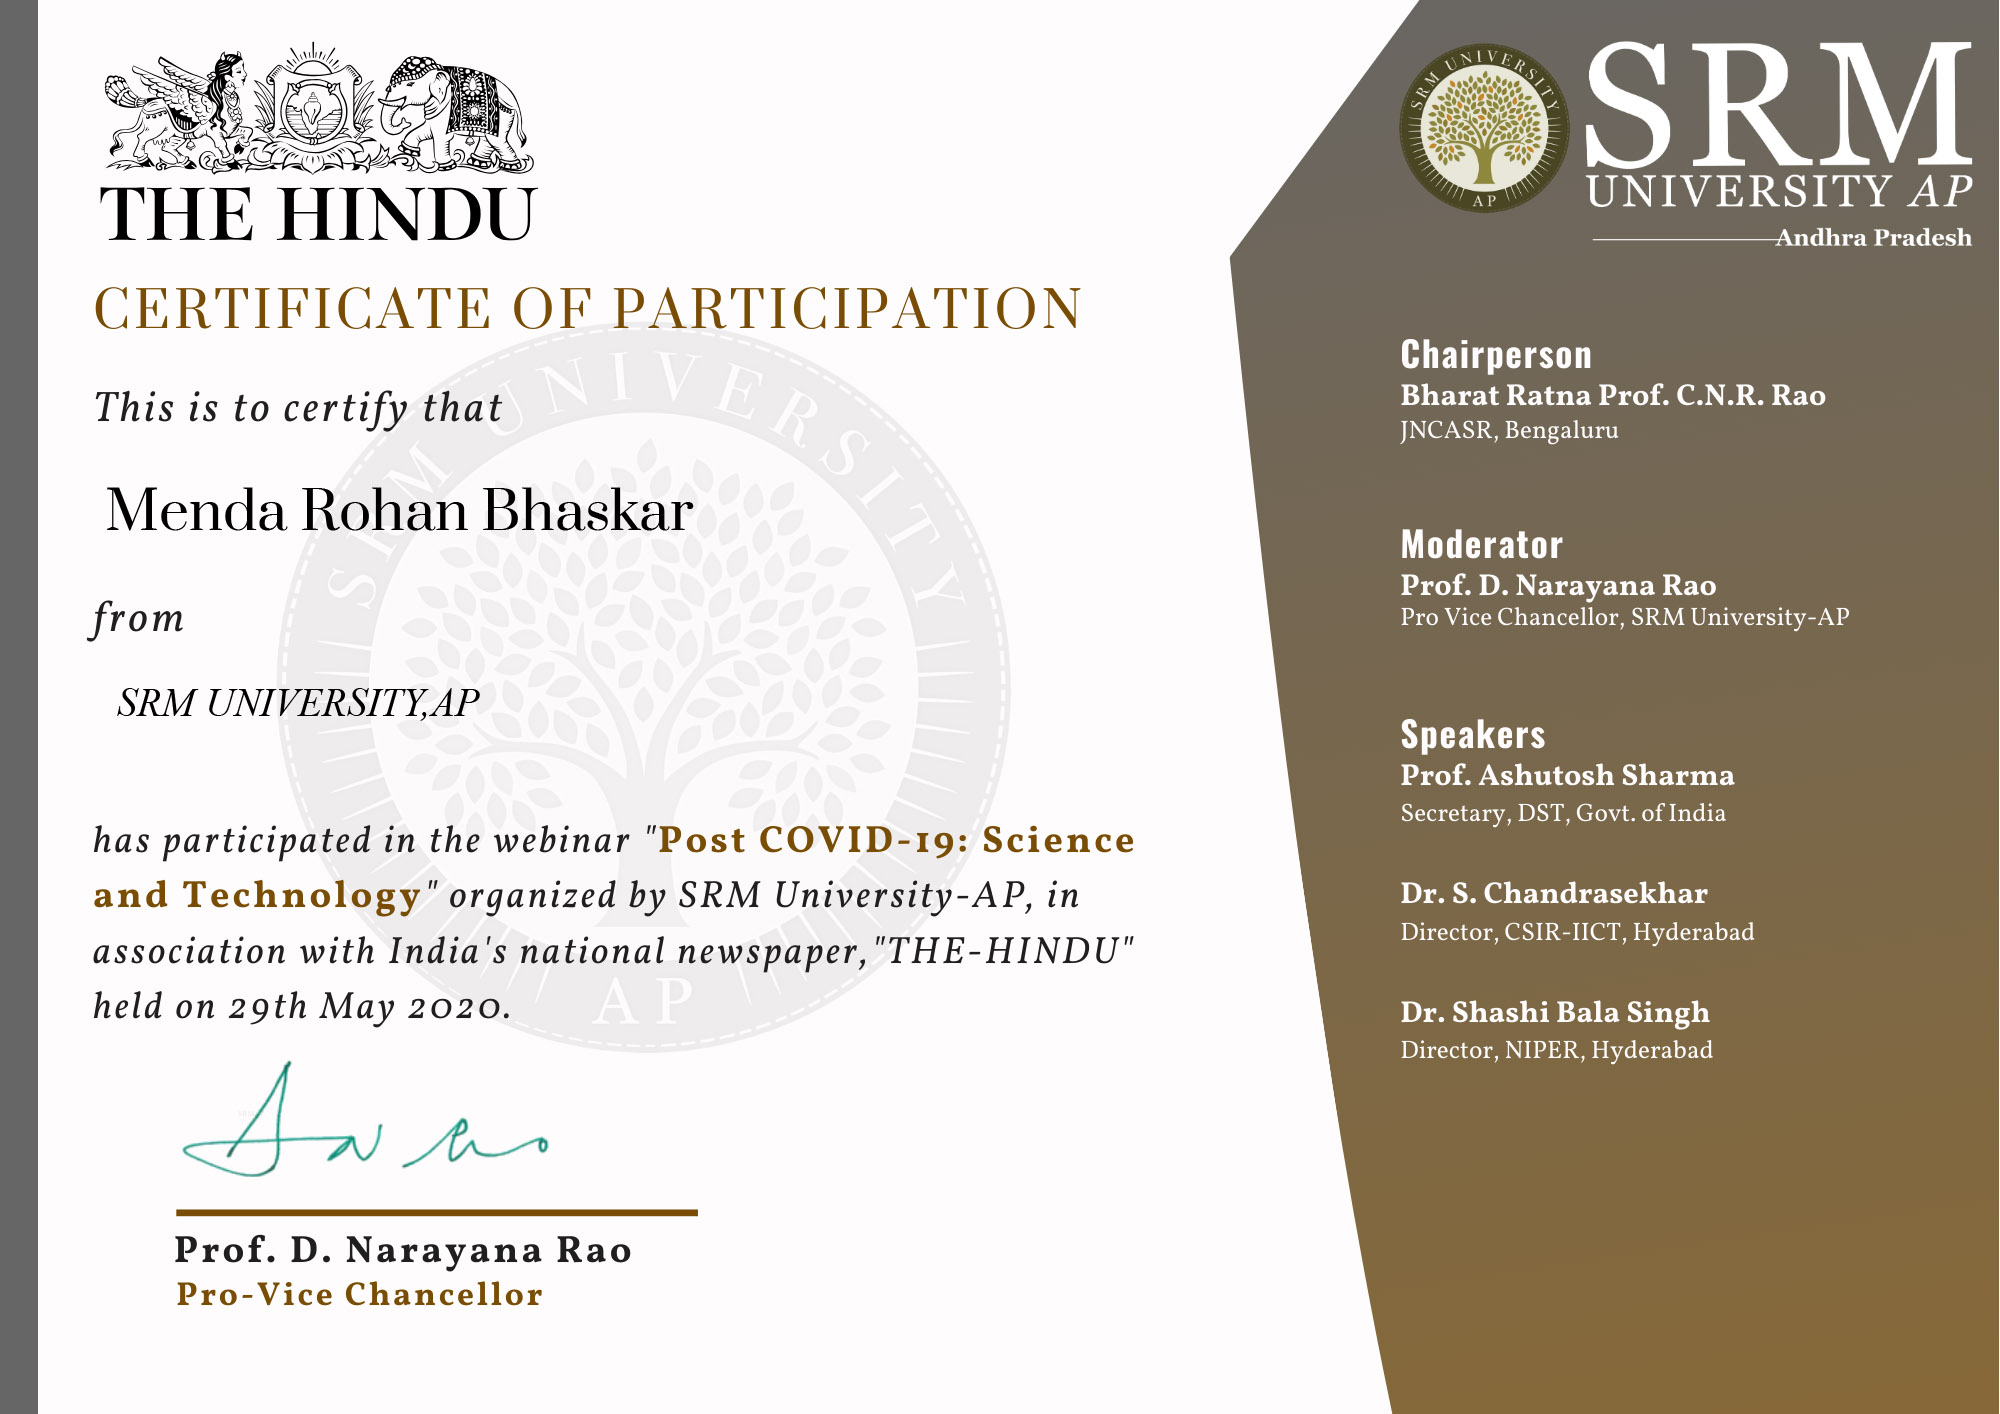 THE HINDU
CERTIFICATE OF PARTICIPATION
This is to certify that
Menda Rohan Bhaskar
from
SRM UNIVERSITY,AP
has participated in the webinar "Post COVID-19: Science
and Technology" organized by SRM University-AP, in
association with India's national newspaper,"THE-HINDU"
held on 29th May 2020.
Prof. D. Narayana Rao
Pro-Vice Chancellor
SRM UNIVERSITY
AP
SRM UNIVERSITY
AP
SRM
UNIVERSITY AP
Andhra Pradesh
Chairperson
Bharat Ratna Prof. C.N.R. Rao
JNCASR, Bengaluru
Moderator
Prof. D. Narayana Rao
Pro Vice Chancellor, SRM University-AP
Speakers
Prof. Ashutosh Sharma
Secretary, DST, Govt. of India
Dr. S. Chandrasekhar
Director, CSIR-IICT, Hyderabad
Dr. Shashi Bala Singh
Director, NIPER, Hyderabad